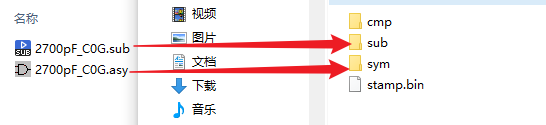 名称
2700pF_C0G.sub
2700pF_C0G.asy
视频
图片
文档
下载
音乐
cmp
sub
sym
stamp.bin